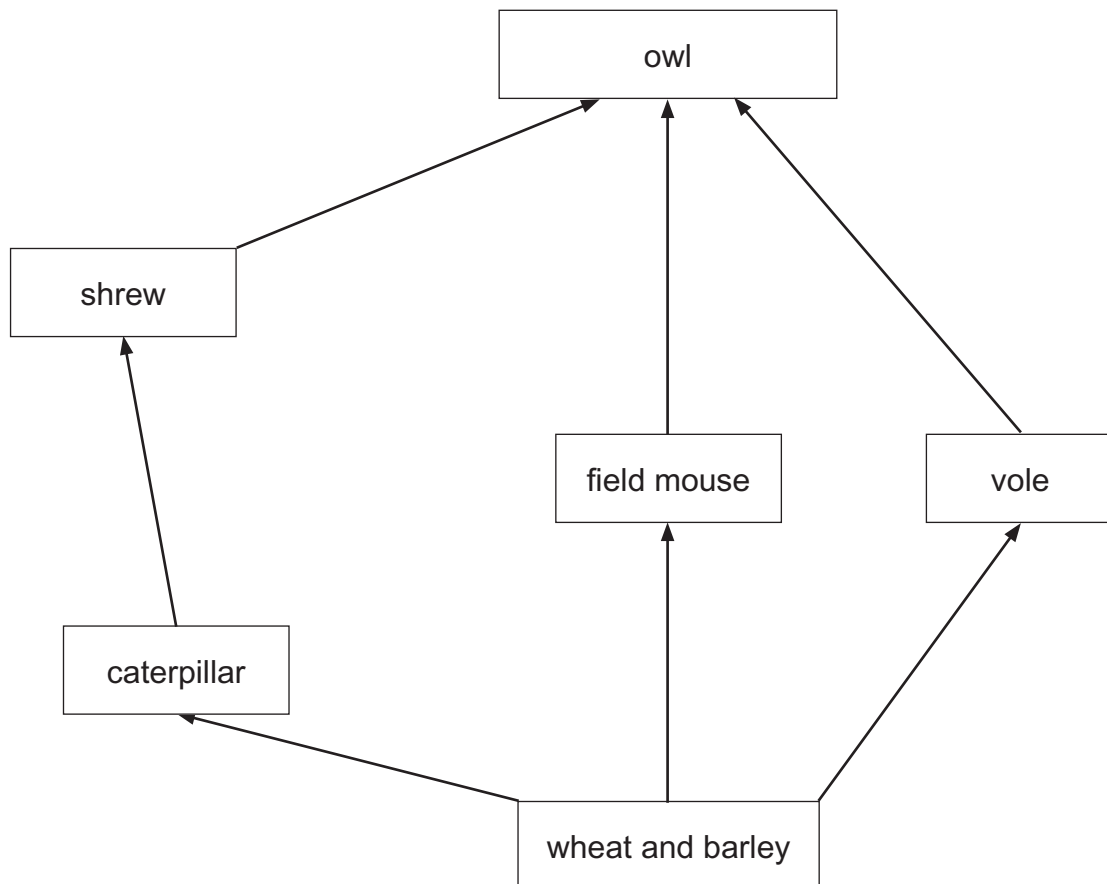 owl
shrew
field mouse
vole
caterpillar
wheat and barley